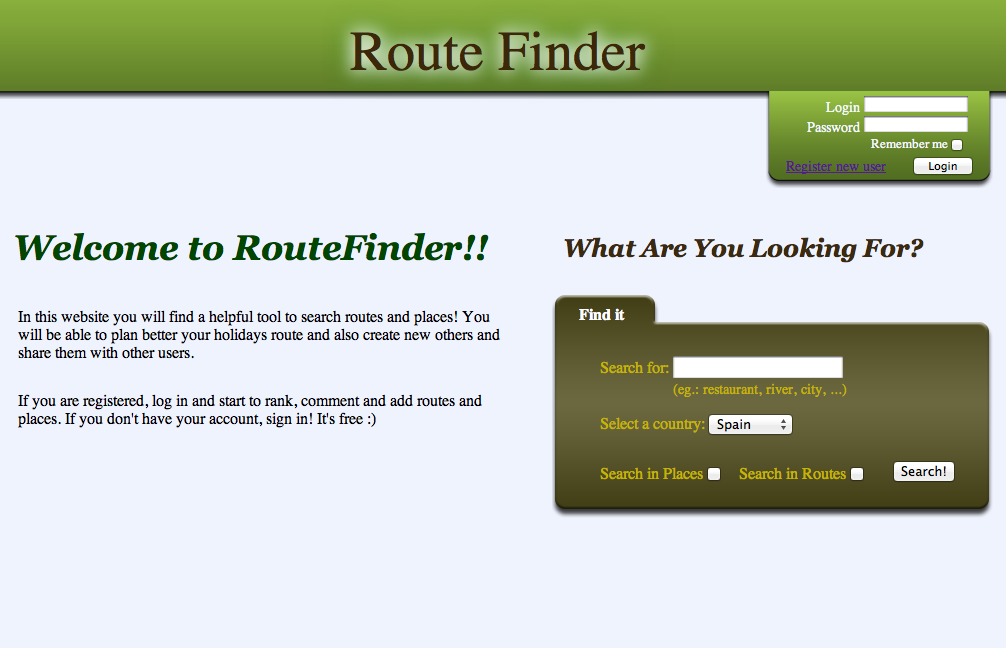 Route Finder
Login
Password
Remember me
Register new user
Login
Welcome to RouteFinder!!
In this website you will find a helpful tool to search routes and places! You
will be able to plan better your holidays route and also create new others and
share them with other users.
If you are registered, log in and start to rank, comment and add routes and
places. If you don't have your account, sign in! It's free :)
What Are You Looking For?
Find it
Search for:
(eg.: restaurant, river, city, ...)
Select a country: Spain
Search in Places Search in Routes Search!